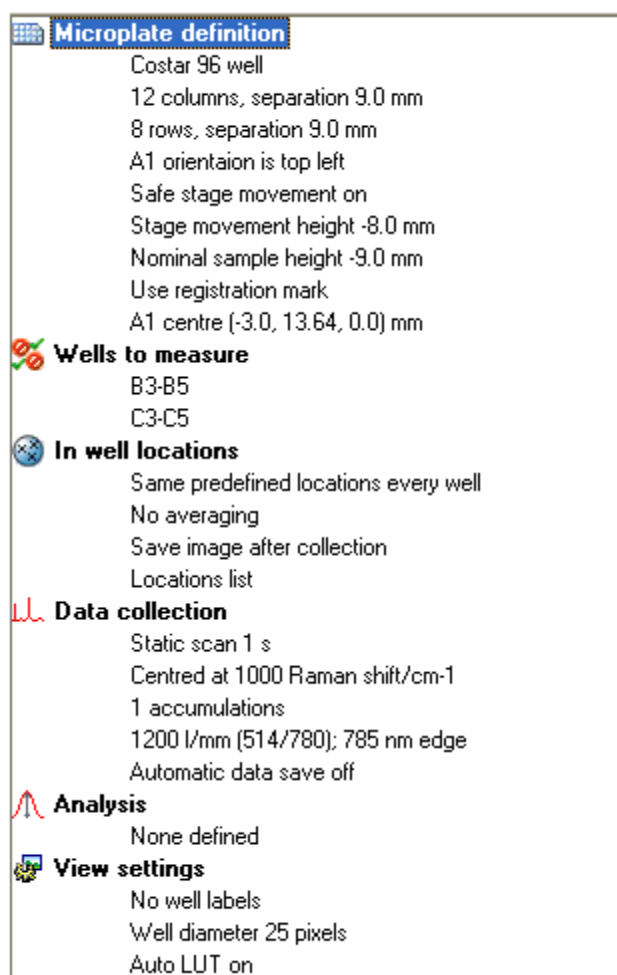 Microplate definition
Costar 96 well
12 columns, separation 9.0 mm
8 rows, separation 9.0 mm
A1 orientaion is top left
Safe stage movement on
Stage movement height -8.0 mm
Nominal sample height -9.0 mm
Use registration mark
A1 centre (-3.0, 13.64, 0.0) mm
Wells to measure
B3-B5
C3-C5
In well locations
Same predefined locations every well
No averaging
Save image after collection
Locations list
Data collection
Static scan 1 s
Centred at 1000 Raman shift/cm-1
1 accumulations
1200 l/mm (514/780); 785 nm edge
Automatic data save off
Analysis
None defined
View settings
No well labels
Well diameter 25 pixels
Auto LUT on